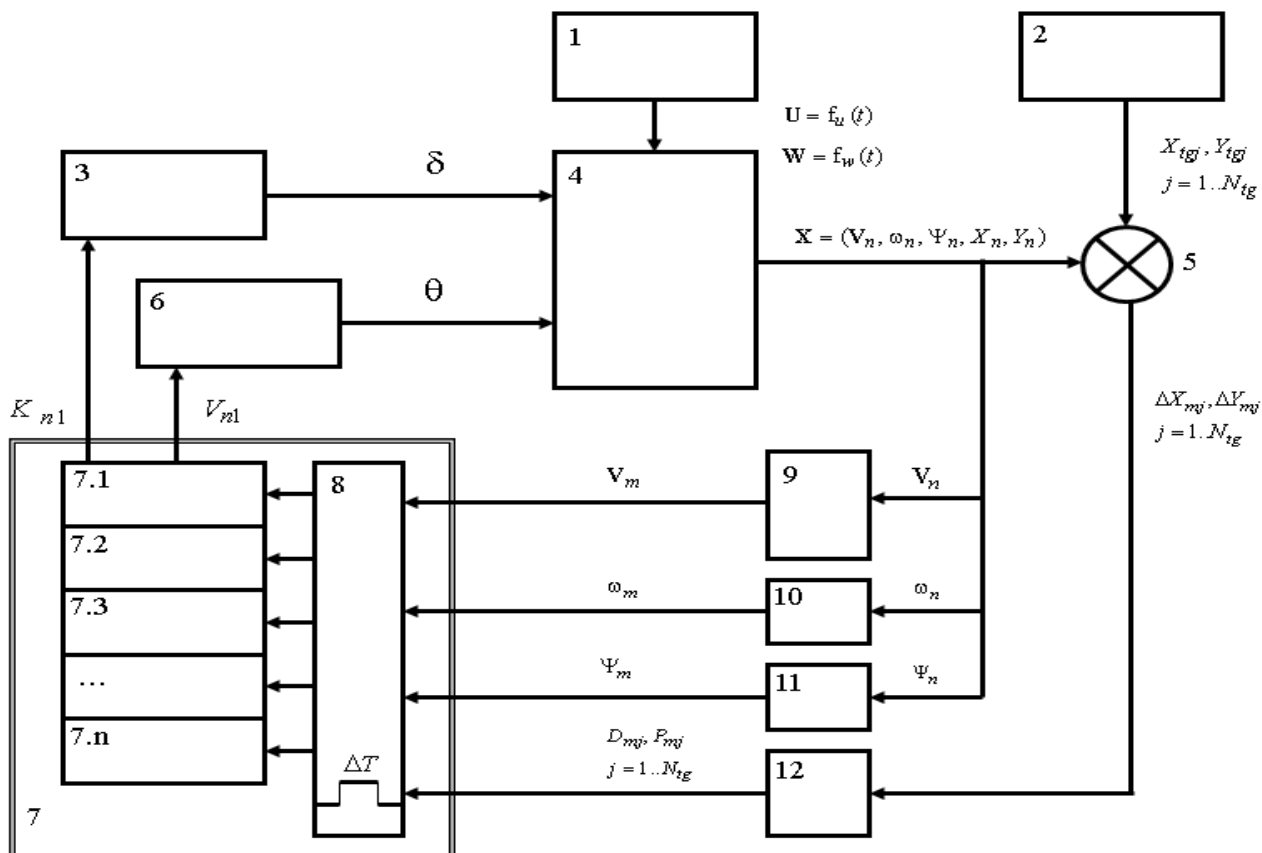 1
2
U = f_u (t)
W = f_w (t)
X_tgj, Y_tgj
j = 1..N_tg
3
δ
4
X = (V_n, ω_n, Ψ_n, X_n, Y_n)
5
6
θ
K_n1
V_n1
ΔX_mj, ΔY_mj
j = 1..N_tg
7.1
7.2
7.3
...
7.n
7
8
ΔT
V_m
9
V_n
ω_m
10
ω_n
Ψ_m
11
Ψ_n
D_mj, P_mj
j = 1..N_tg
12